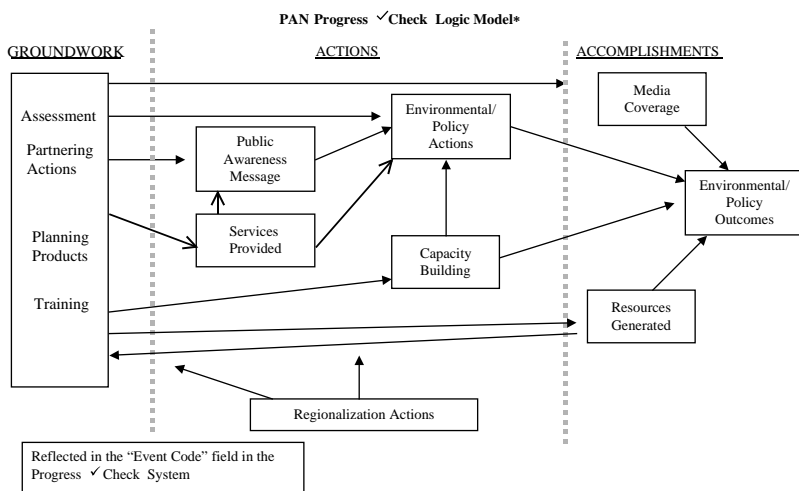 PAN Progress ✓Check Logic Model*
GROUNDWORK
ACTIONS
ACCOMPLISHMENTS
Assessment
Partnering
Actions
Planning
Products
Training
Public
Awareness
Message
Services
Provided
Environmental/
Policy
Actions
Capacity
Building
Regionalization Actions
Media
Coverage
Environmental/
Policy
Outcomes
Resources
Generated
Reflected in the “Event Code” field in the
Progress ✓Check System